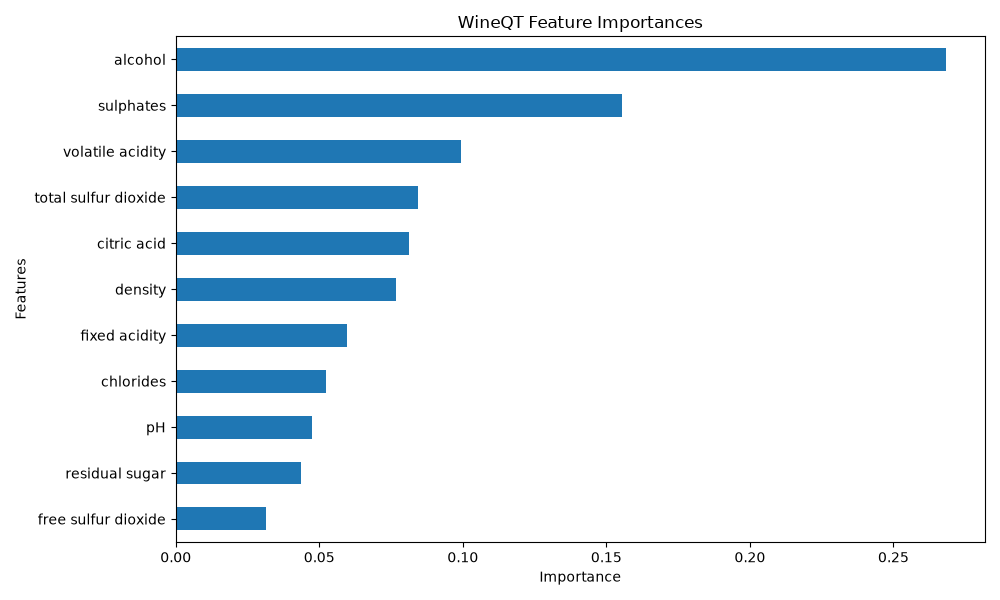 WineQT Feature Importances
alcohol
sulphates
volatile acidity
total sulfur dioxide
citric acid
density
fixed acidity
chlorides
pH
residual sugar
free sulfur dioxide
Features
0.00 0.05 0.10 0.15 0.20 0.25
Importance